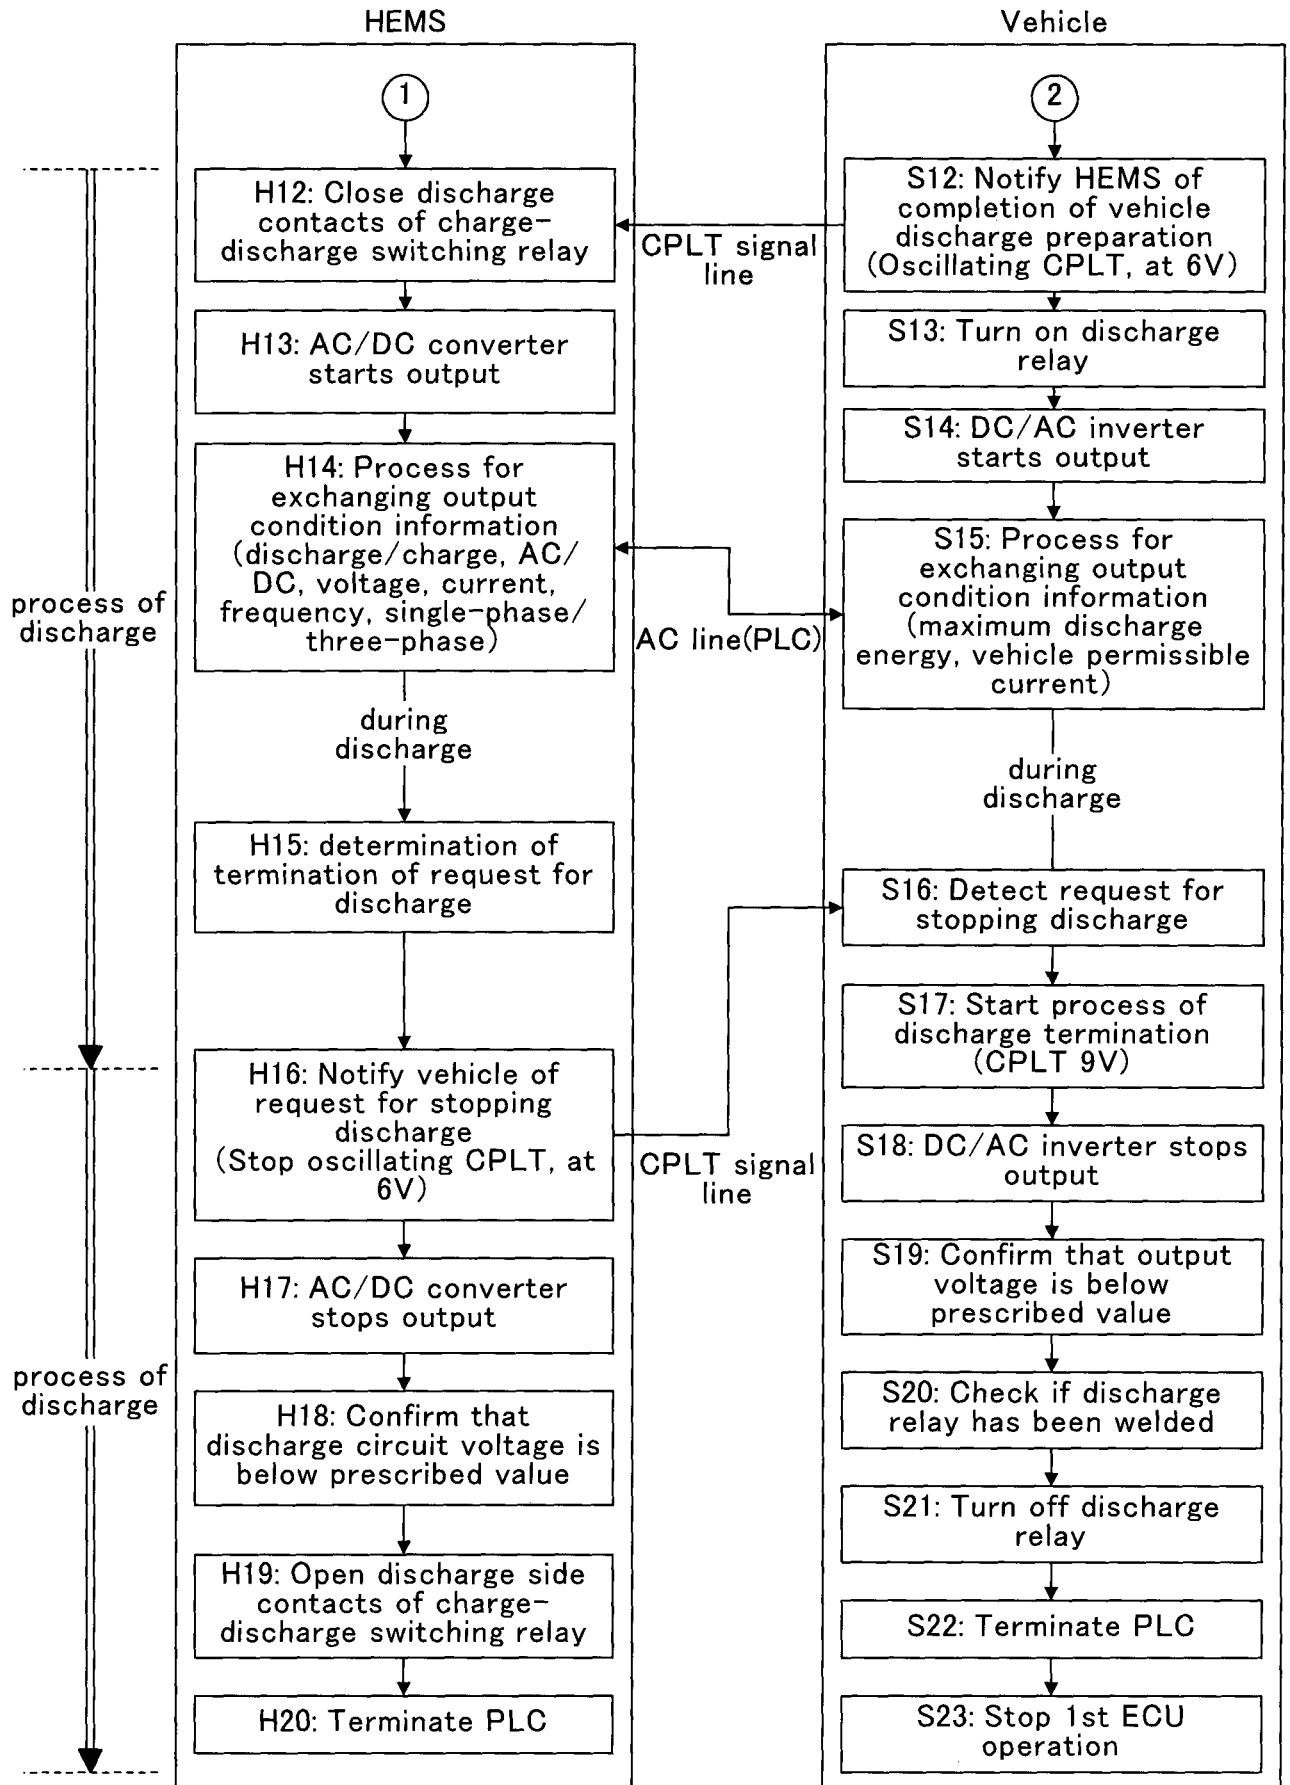 HEMS
Vehicle
1
2
H12: Close discharge
contacts of charge-
discharge switching relay
S12: Notify HEMS of
completion of vehicle
discharge preparation
(Oscillating CPLT, at 6V)
CPLT signal
line
H13: AC/DC converter
starts output
S13: Turn on discharge
relay
S14: DC/AC inverter
starts output
H14: Process for
exchanging output
condition information
(discharge/charge, AC/
DC, voltage, current,
frequency, single-phase/
three-phase)
S15: Process for
exchanging output
condition information
(maximum discharge
energy, vehicle permissible
current)
AC line(PLC)
process of
discharge
during
discharge
during
discharge
H15: determination of
termination of request for
discharge
S16: Detect request for
stopping discharge
S17: Start process of
discharge termination
(CPLT 9V)
H16: Notify vehicle of
request for stopping
discharge
(Stop oscillating CPLT, at
6V)
CPLT signal
line
S18: DC/AC inverter stops
output
H17: AC/DC converter
stops output
S19: Confirm that output
voltage is below
prescribed value
process of
discharge
H18: Confirm that
discharge circuit voltage is
below prescribed value
S20: Check if discharge
relay has been welded
S21: Turn off discharge
relay
H19: Open discharge side
contacts of charge-
discharge switching relay
S22: Terminate PLC
H20: Terminate PLC
S23: Stop 1st ECU
operation